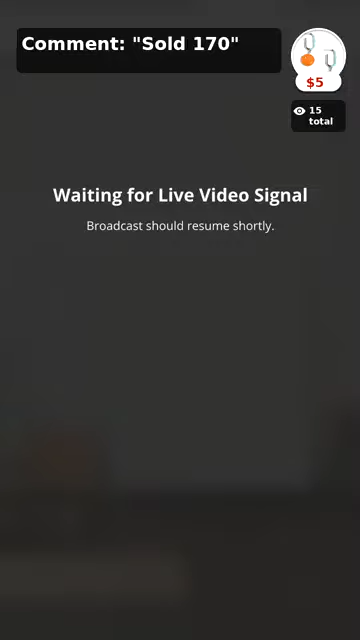 Comment: "Sold 170"
$5
15
total
Waiting for Live Video Signal
Broadcast should resume shortly.